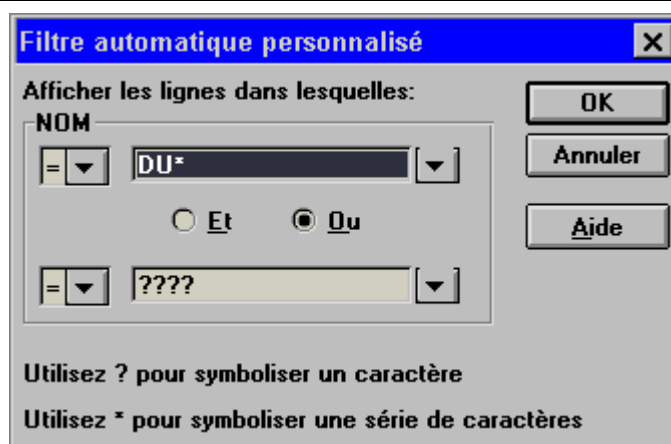 Filtre automatique personnalisé
Afficher les lignes dans lesquelles:
OK
NOM
= DU*
Annuler
Et Ou
Aide
= ????
Utilisez ? pour symboliser un caractère
Utilisez * pour symboliser une série de caractères